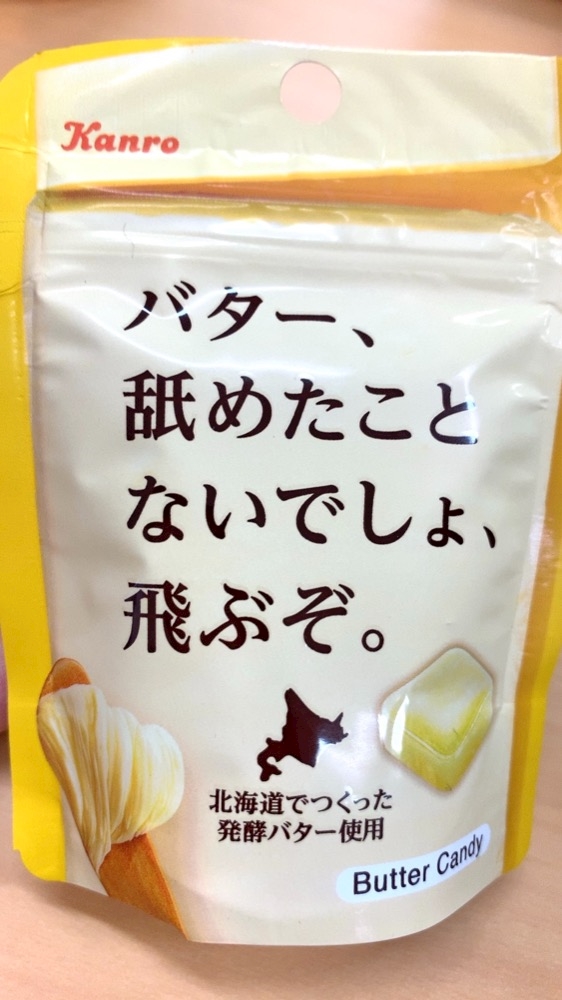 Kanro
バター、
舐めたこと
ないでしょ、
飛ぶぞ。
北海道でつくった
発酵バター使用
Butter Candy